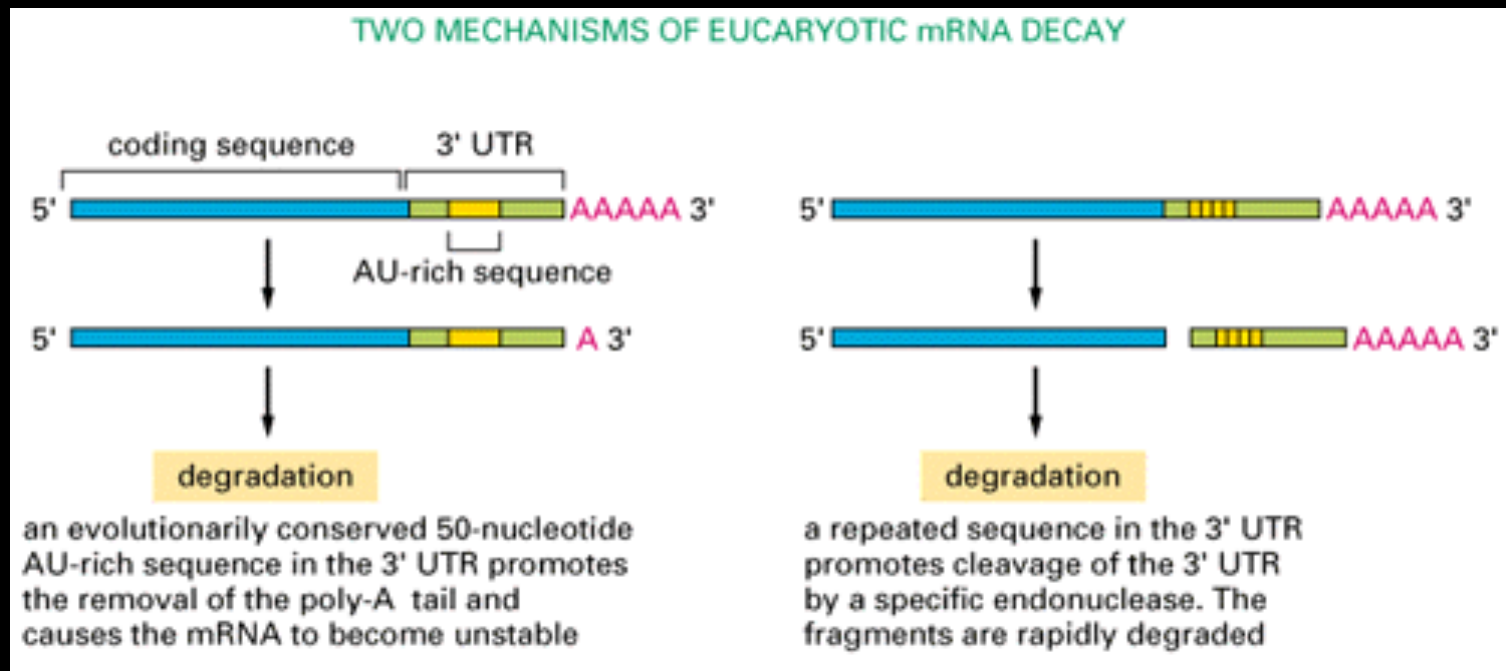 TWO MECHANISMS OF EUCARYOTIC mRNA DECAY
coding sequence 3' UTR
5' AAAAA 3'
AU-rich sequence
5' A 3'
degradation
an evolutionarily conserved 50-nucleotide
AU-rich sequence in the 3' UTR promotes
the removal of the poly-A tail and
causes the mRNA to become unstable
5' AAAAA 3'
5' AAAAA 3'
degradation
a repeated sequence in the 3' UTR
promotes cleavage of the 3' UTR
by a specific endonuclease. The
fragments are rapidly degraded